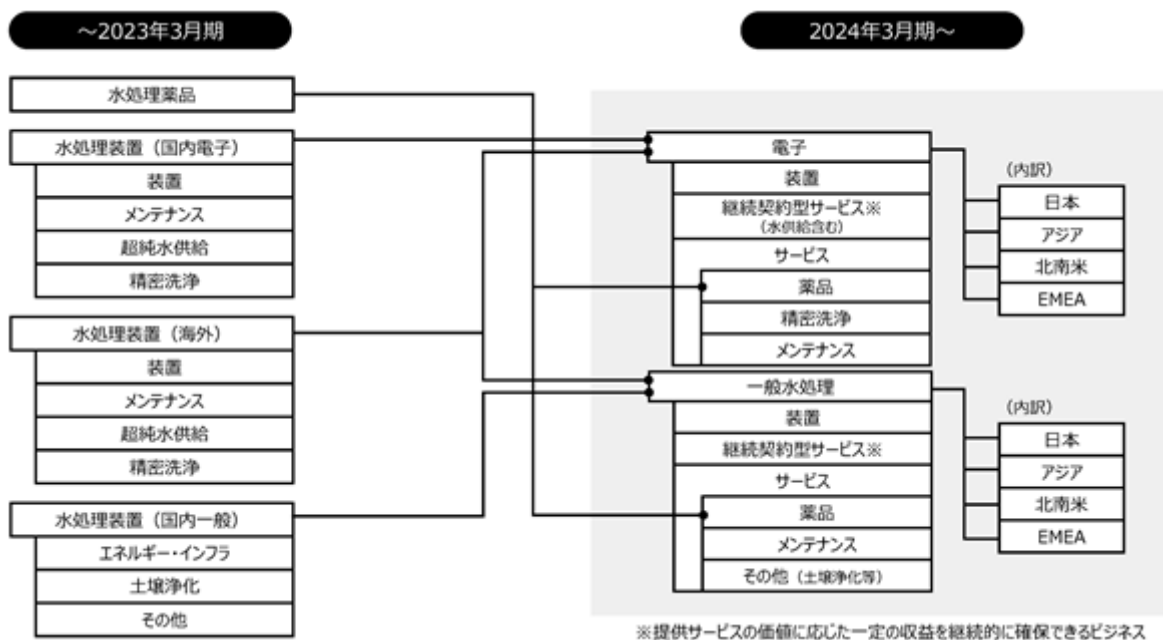 ～2023年3月期
水処理薬品
水処理装置（国内電子）
装置
メンテナンス
超純水供給
精密洗浄
水処理装置（海外）
装置
メンテナンス
超純水供給
精密洗浄
水処理装置（国内一般）
エネルギー・インフラ
土壌浄化
その他
2024年3月期～
電子
装置
継続契約型サービス※
（水供給含む）
サービス
薬品
精密洗浄
メンテナンス
（内訳）
日本
アジア
北南米
EMEA
一般水処理
装置
継続契約型サービス※
サービス
薬品
メンテナンス
その他（土壌浄化等）
（内訳）
日本
アジア
北南米
EMEA
※提供サービスの価値に応じた一定の収益を継続的に確保できるビジネス